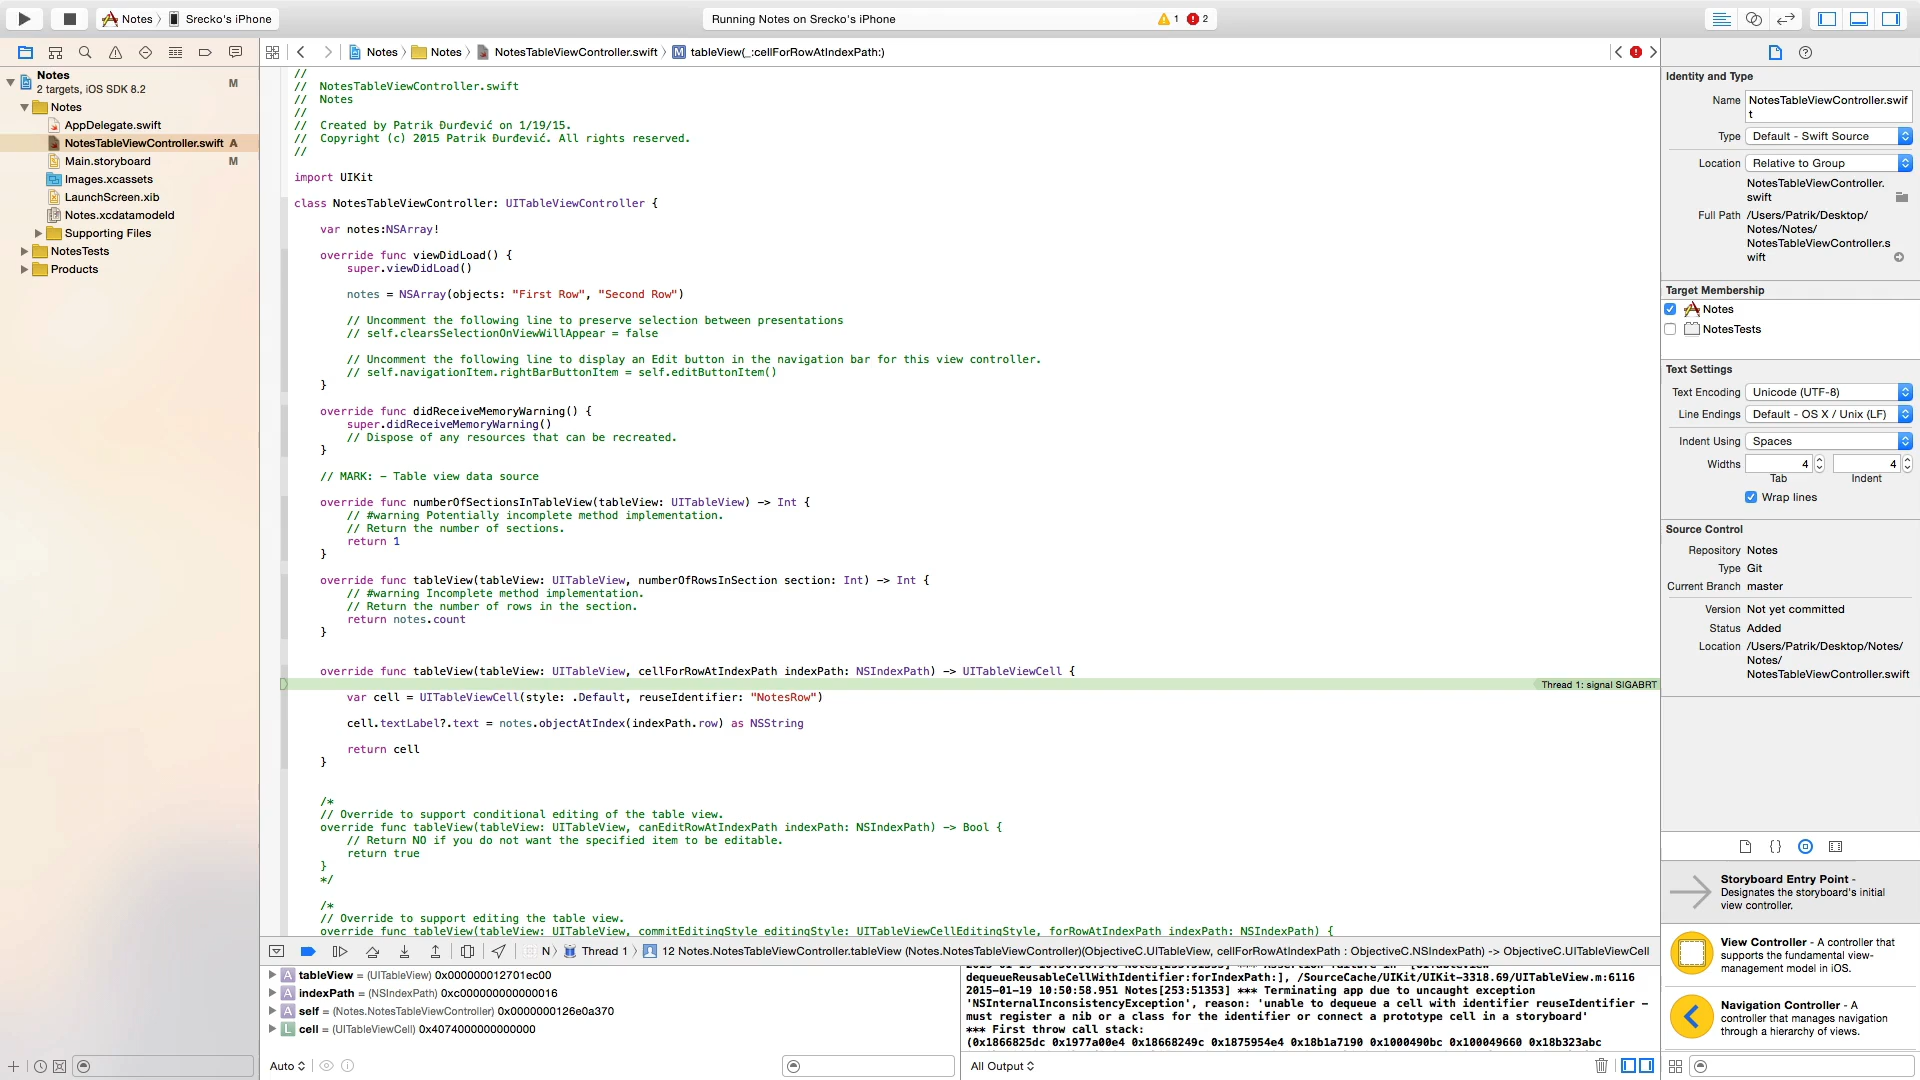 Notes
Srecko's iPhone
Running Notes on Srecko's iPhone
1
2
Notes
Notes
NotesTableViewController.swift
M tableView(_:cellForRowAtIndexPath:)
Notes
2 targets, iOS SDK 8.2
M
Notes
AppDelegate.swift
NotesTableViewController.swift A
Main.storyboard M
Images.xcassets
LaunchScreen.xib
Notes.xcdatamodeld
Supporting Files
NotesTests
Products
//
// NotesTableViewController.swift
// Notes
//
// Created by Patrik Đurđević on 1/19/15.
// Copyright (c) 2015 Patrik Đurđević. All rights reserved.
//
import UIKit
class NotesTableViewController: UITableViewController {
var notes:NSArray!
override func viewDidLoad() {
super.viewDidLoad()
notes = NSArray(objects: "First Row", "Second Row")
// Uncomment the following line to preserve selection between presentations
// self.clearsSelectionOnViewWillAppear = false
// Uncomment the following line to display an Edit button in the navigation bar for this view controller.
// self.navigationItem.rightBarButtonItem = self.editButtonItem()
}
override func didReceiveMemoryWarning() {
super.didReceiveMemoryWarning()
// Dispose of any resources that can be recreated.
}
// MARK: - Table view data source
override func numberOfSectionsInTableView(tableView: UITableView) -> Int {
// #warning Potentially incomplete method implementation.
// Return the number of sections.
return 1
}
override func tableView(tableView: UITableView, numberOfRowsInSection section: Int) -> Int {
// #warning Incomplete method implementation.
// Return the number of rows in the section.
return notes.count
}
override func tableView(tableView: UITableView, cellForRowAtIndexPath indexPath: NSIndexPath) -> UITableViewCell {
Thread 1: signal SIGABRT
var cell = UITableViewCell(style: .Default, reuseIdentifier: "NotesRow")
cell.textLabel?.text = notes.objectAtIndex(indexPath.row) as NSString
return cell
}
/*
// Override to support conditional editing of the table view.
override func tableView(tableView: UITableView, canEditRowAtIndexPath indexPath: NSIndexPath) -> Bool {
// Return NO if you do not want the specified item to be editable.
return true
}
*/
/*
// Override to support editing the table view.
override func tableView(tableView: UITableView, commitEditingStyle editingStyle: UITableViewCellEditingStyle, forRowAtIndexPath indexPath: NSIndexPath) {
N
Thread 1
12 Notes.NotesTableViewController.tableView (Notes.NotesTableViewController)(ObjectiveC.UITableView, cellForRowAtIndexPath : ObjectiveC.NSIndexPath) -> ObjectiveC.UITableViewCell
A tableView = (UITableView) 0x000000012701ec00
A indexPath = (NSIndexPath) 0xc000000000000016
A self = (Notes.NotesTableViewController) 0x0000000126e0a370
L cell = (UITableViewCell) 0x4074000000000000
Auto
dequeueReusableCellWithIdentifier:forIndexPath:], /SourceCache/UIKit/UIKit-3318.69/UITableView.m:6116
2015-01-19 10:50:58.951 Notes[253:51353] *** Terminating app due to uncaught exception
'NSInternalInconsistencyException', reason: 'unable to dequeue a cell with identifier reuseIdentifier -
must register a nib or a class for the identifier or connect a prototype cell in a storyboard'
*** First throw call stack:
(0x1866825dc 0x1977a00e4 0x18668249c 0x1875954e4 0x18b1a7190 0x1000490bc 0x100049660 0x18b323abc
All Output
Identity and Type
Name NotesTableViewController.swif
t
Type Default - Swift Source
Location Relative to Group
NotesTableViewController.
swift
Full Path /Users/Patrik/Desktop/
Notes/Notes/
NotesTableViewController.s
wift
Target Membership
Notes
NotesTests
Text Settings
Text Encoding Unicode (UTF-8)
Line Endings Default - OS X / Unix (LF)
Indent Using Spaces
Widths 4 4
Tab Indent
Wrap lines
Source Control
Repository Notes
Type Git
Current Branch master
Version Not yet committed
Status Added
Location /Users/Patrik/Desktop/Notes/
Notes/
NotesTableViewController.swift
{}
Storyboard Entry Point -
Designates the storyboard's initial
view controller.
View Controller - A controller that
supports the fundamental view-
management model in iOS.
Navigation Controller - A
controller that manages navigation
through a hierarchy of views.